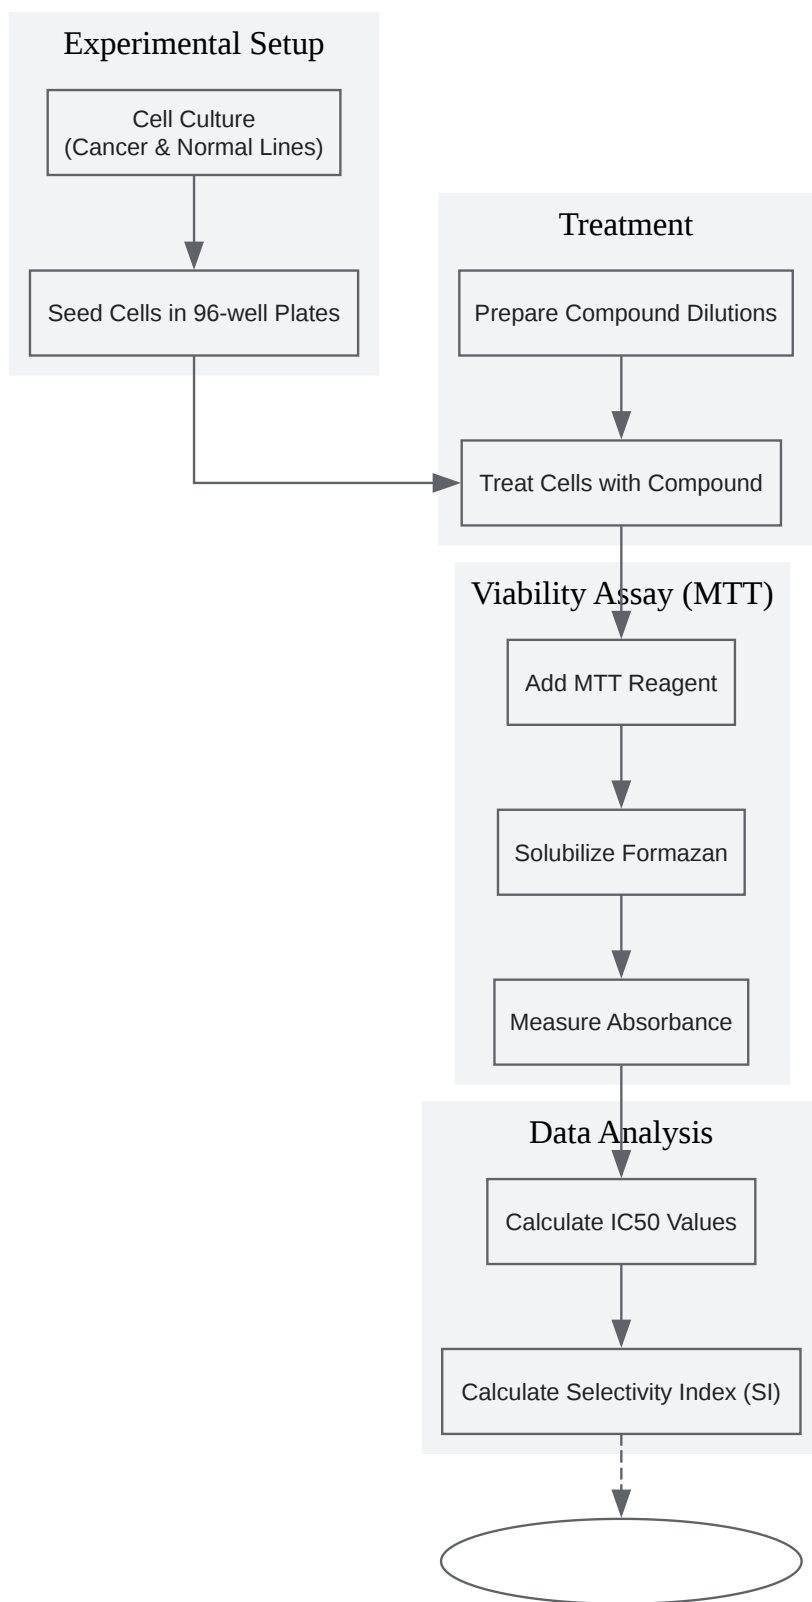 Experimental Setup
Cell Culture
(Cancer & Normal Lines)
Seed Cells in 96-well Plates
Treatment
Prepare Compound Dilutions
Treat Cells with Compound
Viability Assay (MTT)
Add MTT Reagent
Solubilize Formazan
Measure Absorbance
Data Analysis
Calculate IC50 Values
Calculate Selectivity Index (SI)